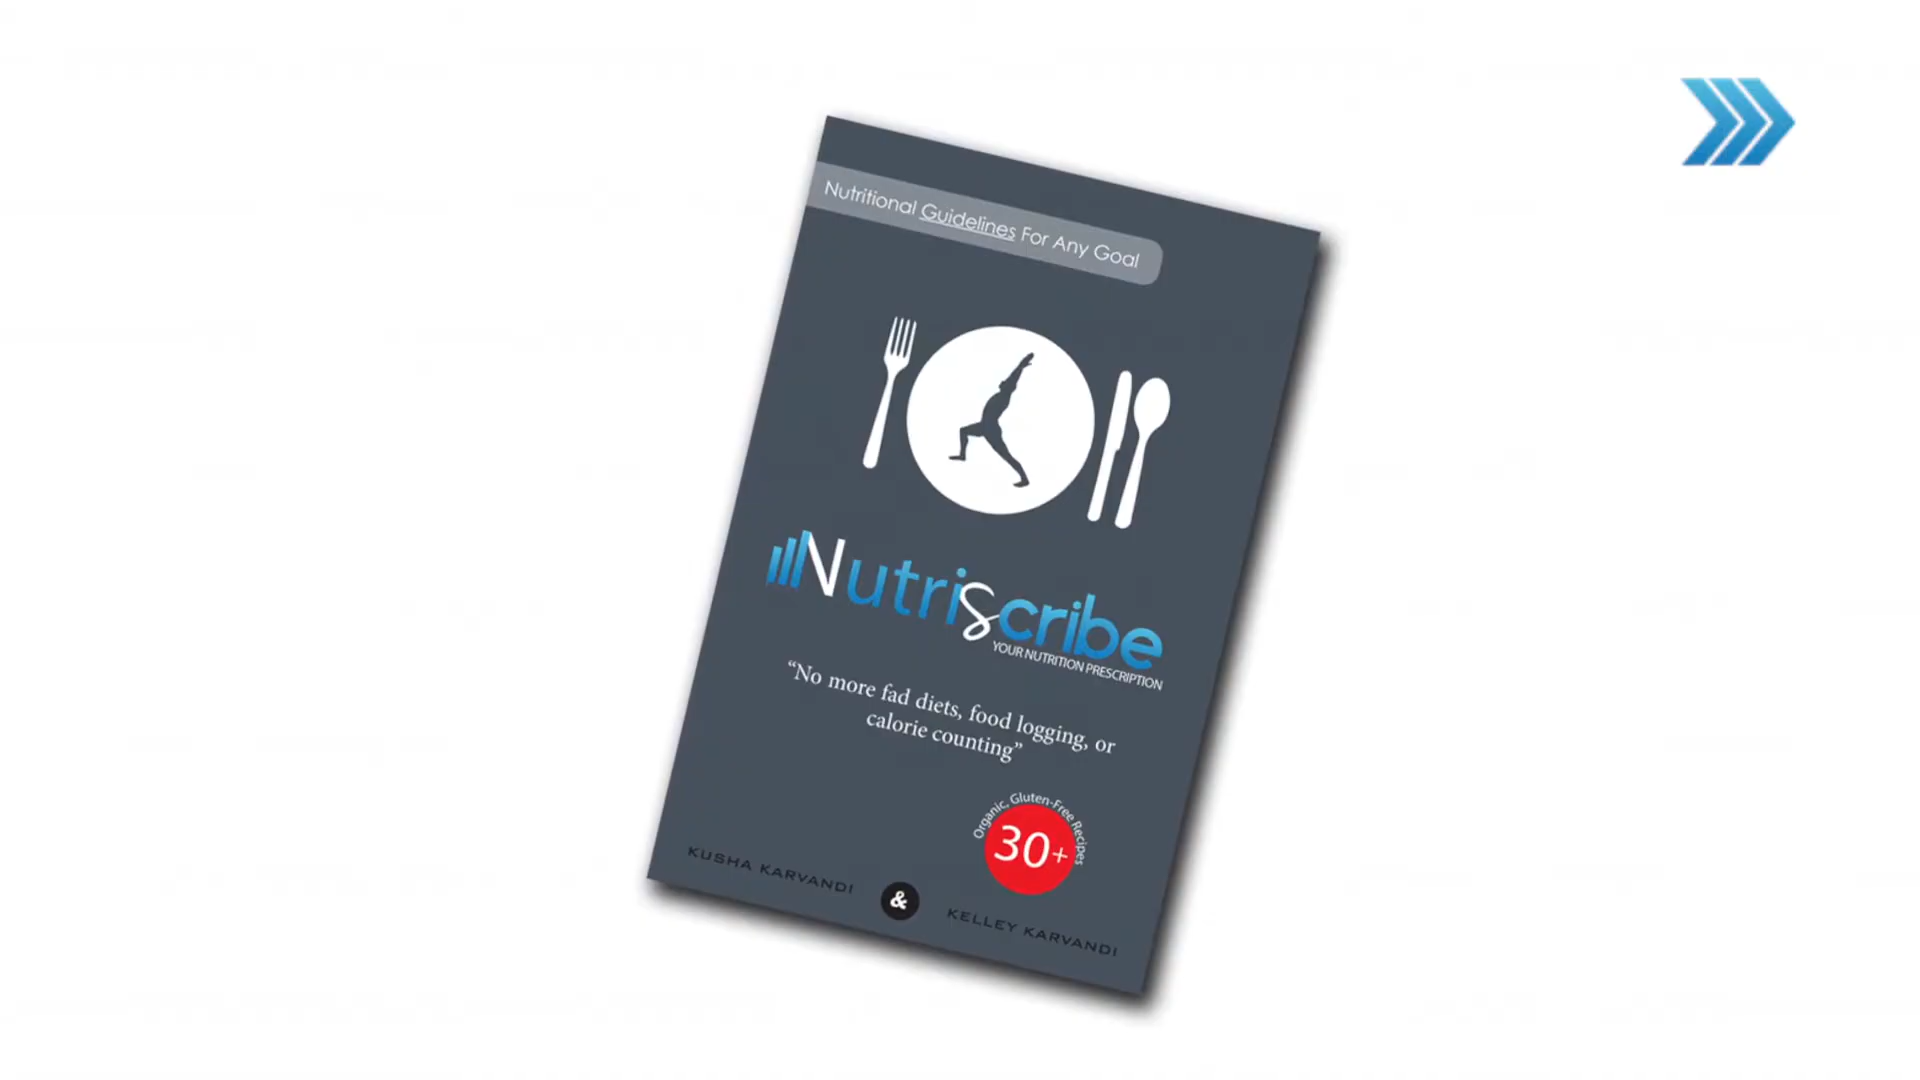 Nutritional Guidelines For Any Goal
NutriScribe
YOUR NUTRITION PRESCRIPTION
“No more fad diets, food logging, or
calorie counting”
Organic, Gluten-Free Recipes
30+
KUSHA KARVANDI
&
KELLEY KARVANDI